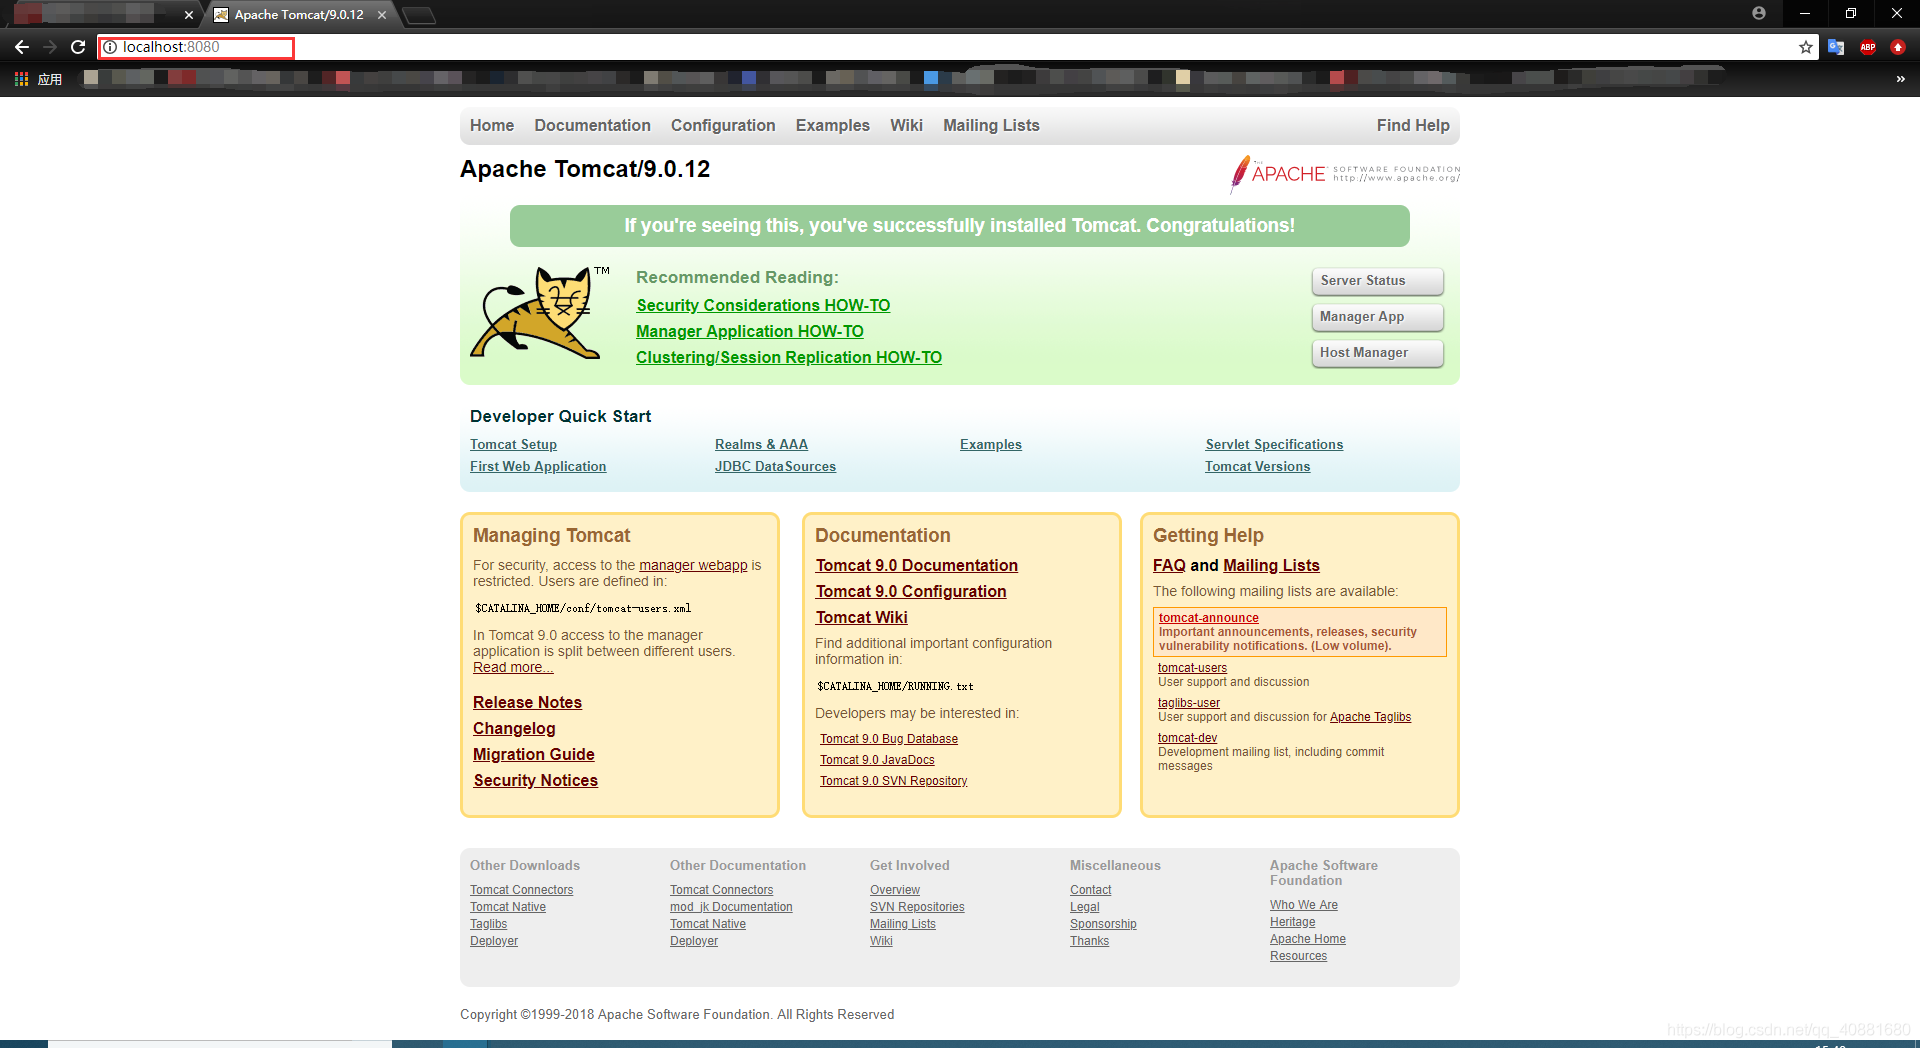 Apache Tomcat/9.0.12
localhost:8080
应用
Home Documentation Configuration Examples Wiki Mailing Lists Find Help
Apache Tomcat/9.0.12
THE APACHE SOFTWARE FOUNDATION
http://www.apache.org/
If you're seeing this, you've successfully installed Tomcat. Congratulations!
TM
Recommended Reading:
Security Considerations HOW-TO
Manager Application HOW-TO
Clustering/Session Replication HOW-TO
Server Status
Manager App
Host Manager
Developer Quick Start
Tomcat Setup
First Web Application
Realms & AAA
JDBC DataSources
Examples
Servlet Specifications
Tomcat Versions
Managing Tomcat
For security, access to the manager webapp is
restricted. Users are defined in:
$CATALINA_HOME/conf/tomcat-users.xml
In Tomcat 9.0 access to the manager
application is split between different users.
Read more...
Release Notes
Changelog
Migration Guide
Security Notices
Documentation
Tomcat 9.0 Documentation
Tomcat 9.0 Configuration
Tomcat Wiki
Find additional important configuration
information in:
$CATALINA_HOME/RUNNING.txt
Developers may be interested in:
Tomcat 9.0 Bug Database
Tomcat 9.0 JavaDocs
Tomcat 9.0 SVN Repository
Getting Help
FAQ and Mailing Lists
The following mailing lists are available:
tomcat-announce
Important announcements, releases, security
vulnerability notifications. (Low volume).
tomcat-users
User support and discussion
taglibs-user
User support and discussion for Apache Taglibs
tomcat-dev
Development mailing list, including commit
messages
Other Downloads
Tomcat Connectors
Tomcat Native
Taglibs
Deployer
Other Documentation
Tomcat Connectors
mod_jk Documentation
Tomcat Native
Deployer
Get Involved
Overview
SVN Repositories
Mailing Lists
Wiki
Miscellaneous
Contact
Legal
Sponsorship
Thanks
Apache Software
Foundation
Who We Are
Heritage
Apache Home
Resources
Copyright ©1999-2018 Apache Software Foundation. All Rights Reserved
https://blog.csdn.net/qq_40881680